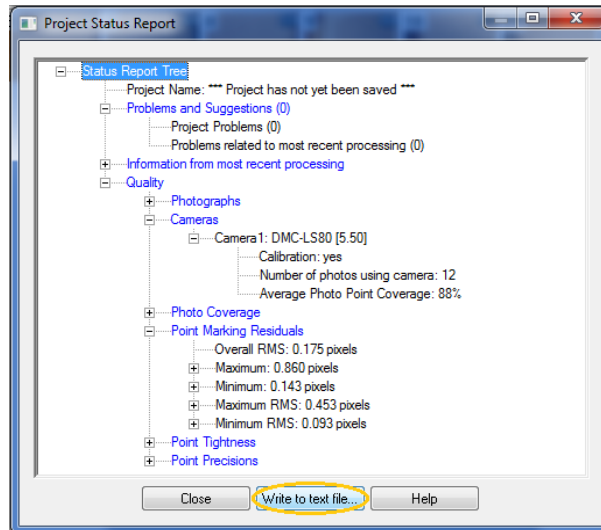 Project Status Report
Status Report Tree
Project Name: *** Project has not yet been saved ***
Problems and Suggestions (0)
Project Problems (0)
Problems related to most recent processing (0)
Information from most recent processing
Quality
Photographs
Cameras
Camera1: DMC-LS80 [5.50]
Calibration: yes
Number of photos using camera: 12
Average Photo Point Coverage: 88%
Photo Coverage
Point Marking Residuals
Overall RMS: 0.175 pixels
Maximum: 0.860 pixels
Minimum: 0.143 pixels
Maximum RMS: 0.453 pixels
Minimum RMS: 0.093 pixels
Point Tightness
Point Precisions
Close Write to text file... Help